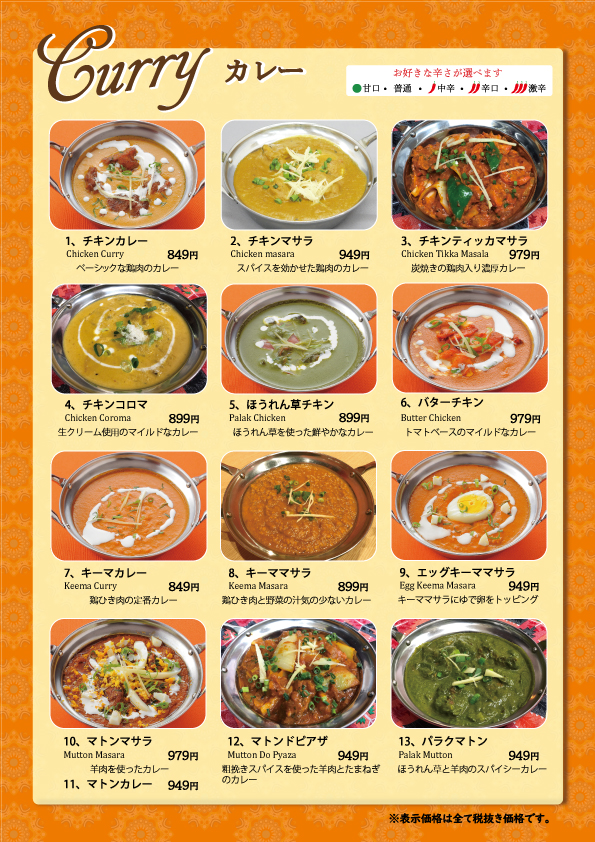 Curry カレー
お好きな辛さが選べます
甘口・ 普通 ・ 中辛・ 辛口・ 激辛
1、チキンカレー
Chicken Curry 849円
ベーシックな鶏肉のカレー
2、チキンマサラ
Chicken masara 949円
スパイスを効かせた鶏肉のカレー
3、チキンティッカマサラ
Chicken Tikka Masala 979円
炭焼きの鶏肉入り濃厚カレー
4、チキンコロマ
Chicken Coroma 899円
生クリーム使用のマイルドなカレー
5、ほうれん草チキン
Palak Chicken 899円
ほうれん草を使った鮮やかなカレー
6、バターチキン
Butter Chicken 979円
トマトベースのマイルドなカレー
7、キーマカレー
Keema Curry 849円
鶏ひき肉の定番カレー
8、キーママサラ
Keema Masara 899円
鶏ひき肉と野菜の汁気の少ないカレー
9、エッグキーママサラ
Egg Keema Masara 949円
キーママサラにゆで卵をトッピング
10、マトンマサラ
Mutton Masara 979円
羊肉を使ったカレー
11、マトンカレー 949円
12、マトンドピアザ
Mutton Do Pyaza 949円
粗挽きスパイスを使った羊肉とたまねぎ
のカレー
13、パラクマトン
Palak Mutton 949円
ほうれん草と羊肉のスパイシーカレー
※表示価格は全て税抜き価格です。